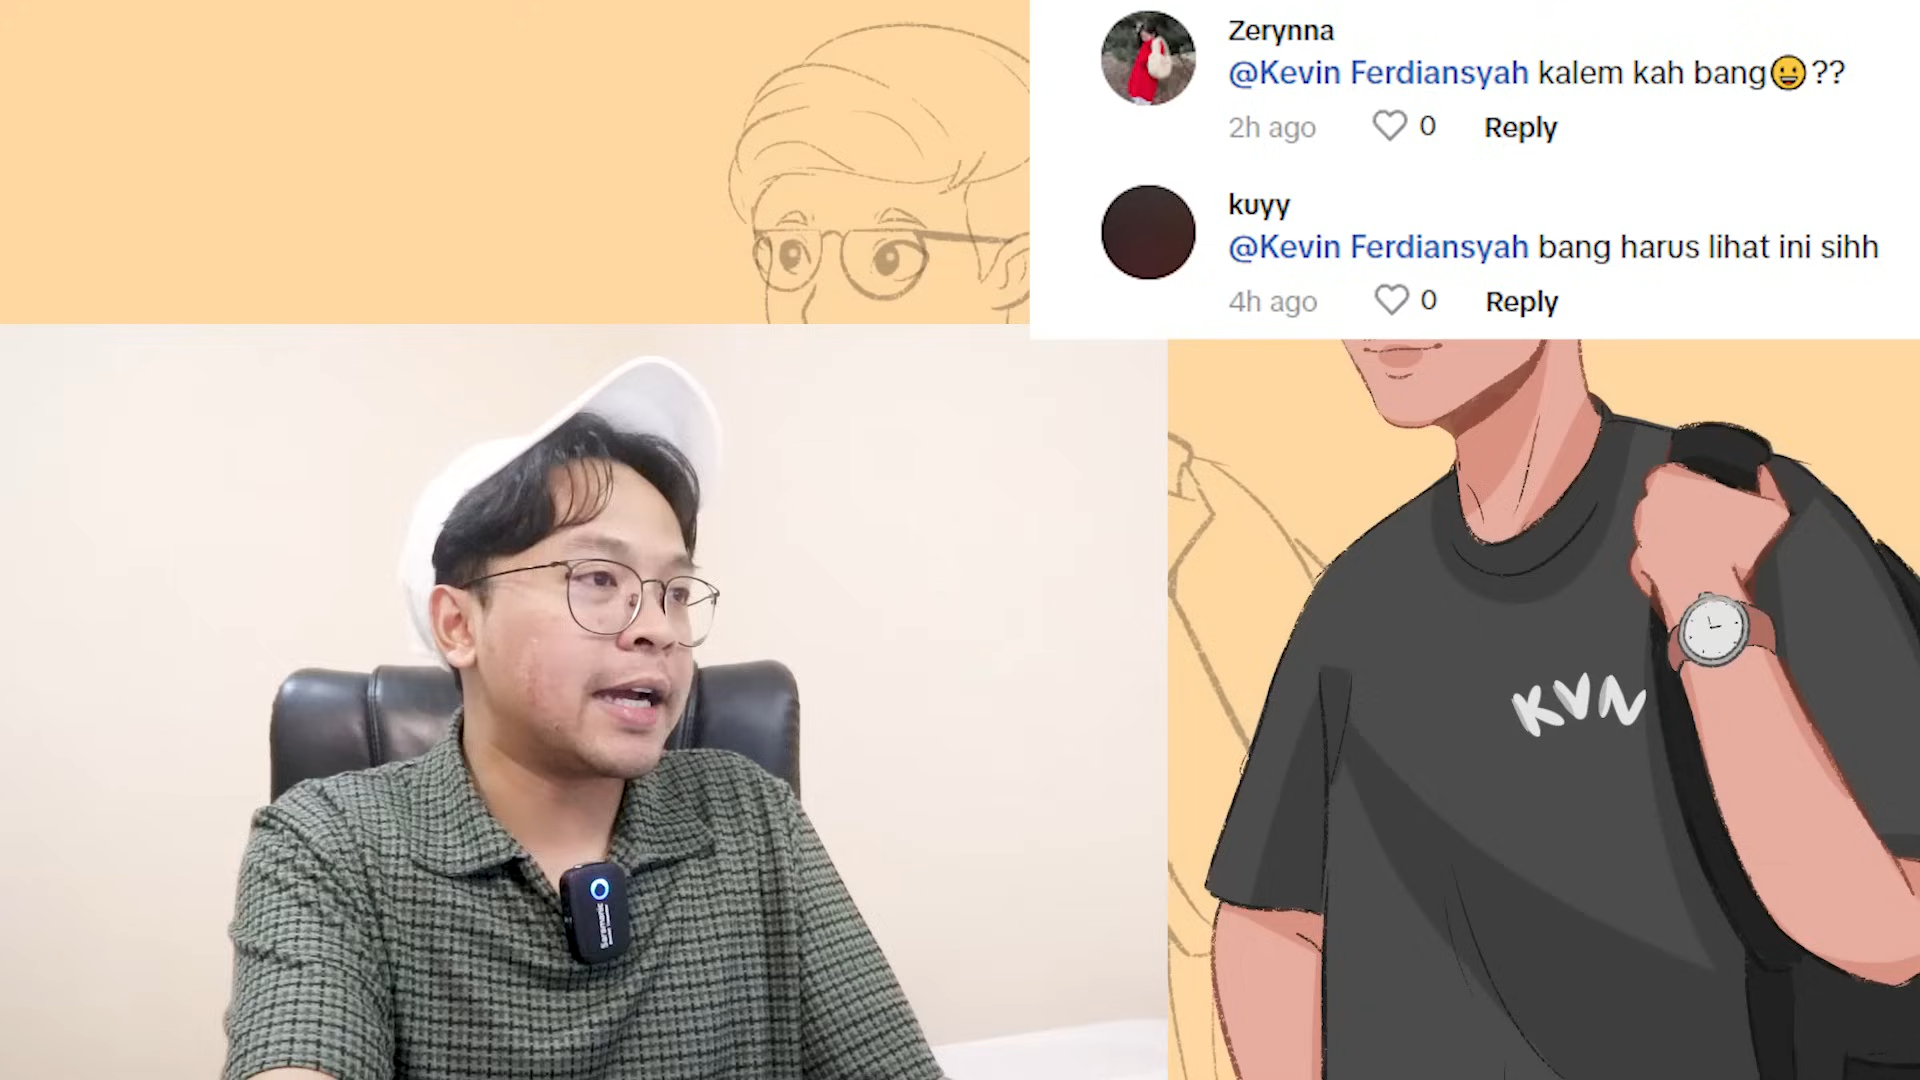 Zerynna
@Kevin Ferdiansyah kalem kah bang😀??
2h ago 0 Reply
kuyy
@Kevin Ferdiansyah bang harus lihat ini sihh
4h ago 0 Reply
KVN
Saramonic